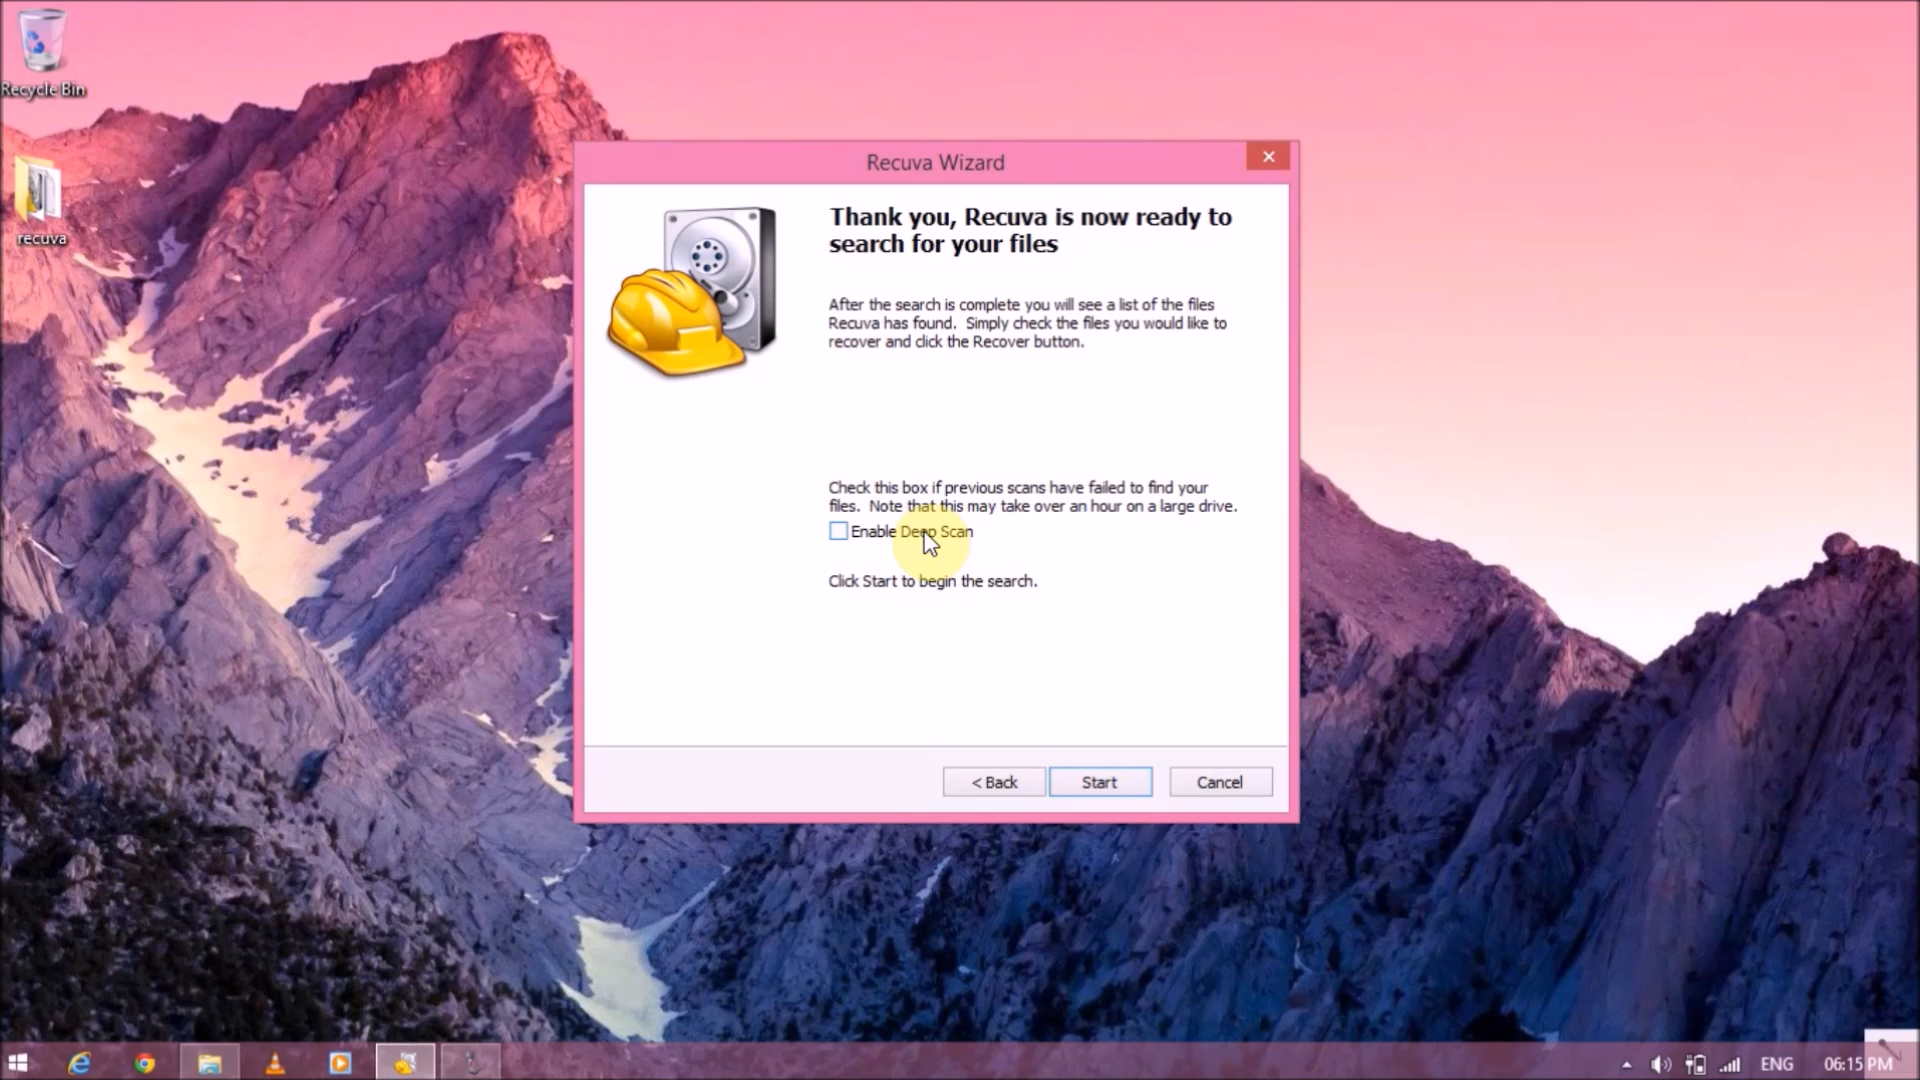 Recycle Bin
recuva
Recuva Wizard
Thank you, Recuva is now ready to
search for your files
After the search is complete you will see a list of the files
Recuva has found. Simply check the files you would like to
recover and click the Recover button.
Check this box if previous scans have failed to find your
files. Note that this may take over an hour on a large drive.
Enable Deep Scan
Click Start to begin the search.
< Back
Start
Cancel
ENG
06:15 PM